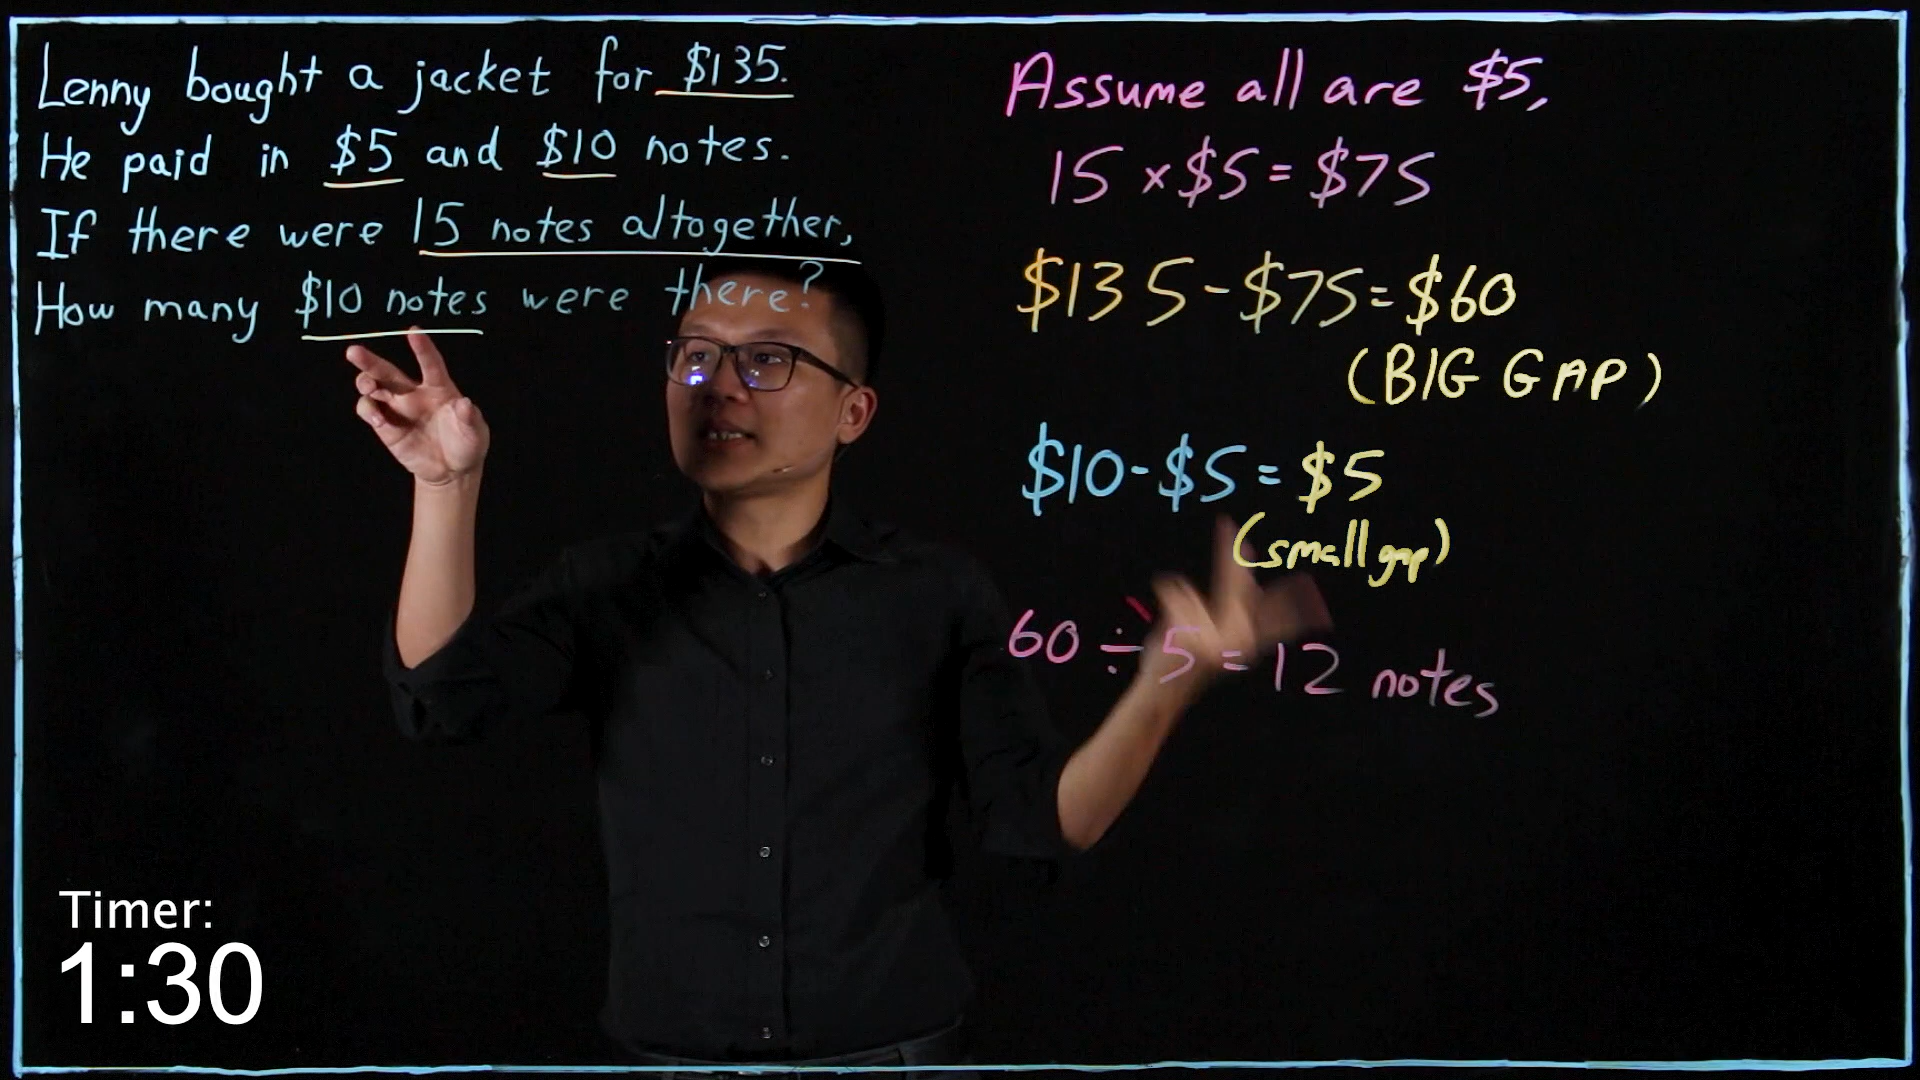 Lenny bought a jacket for $135.
He paid in $5 and $10 notes.
If there were 15 notes altogether,
How many $10 notes were there?
Assume all are $5,
15 × $5 = $75
$135 - $75 = $60
(BIG GAP)
$10 - $5 = $5
(small gap)
60 ÷ 5 = 12 notes
Timer:
1:30